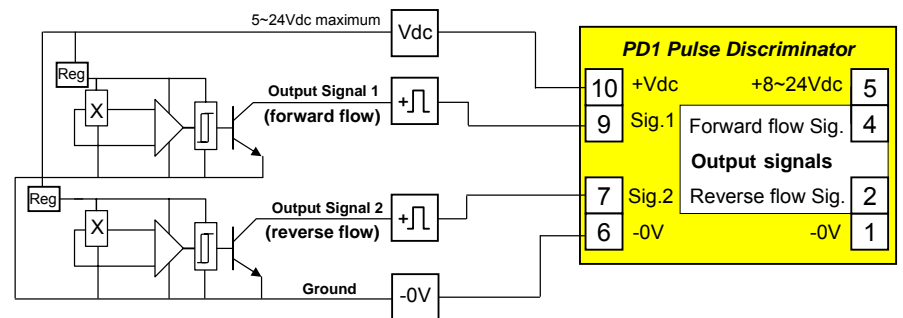 5~24Vdc maximum
Vdc
PD1 Pulse Discriminator
Reg
10 +Vdc +8~24Vdc 5
X
Output Signal 1
(forward flow)
+
9 Sig.1 Forward flow Sig. 4
Output signals
Reg
7 Sig.2 Reverse flow Sig. 2
X
Output Signal 2
(reverse flow)
+
6 -0V -0V 1
Ground
-0V